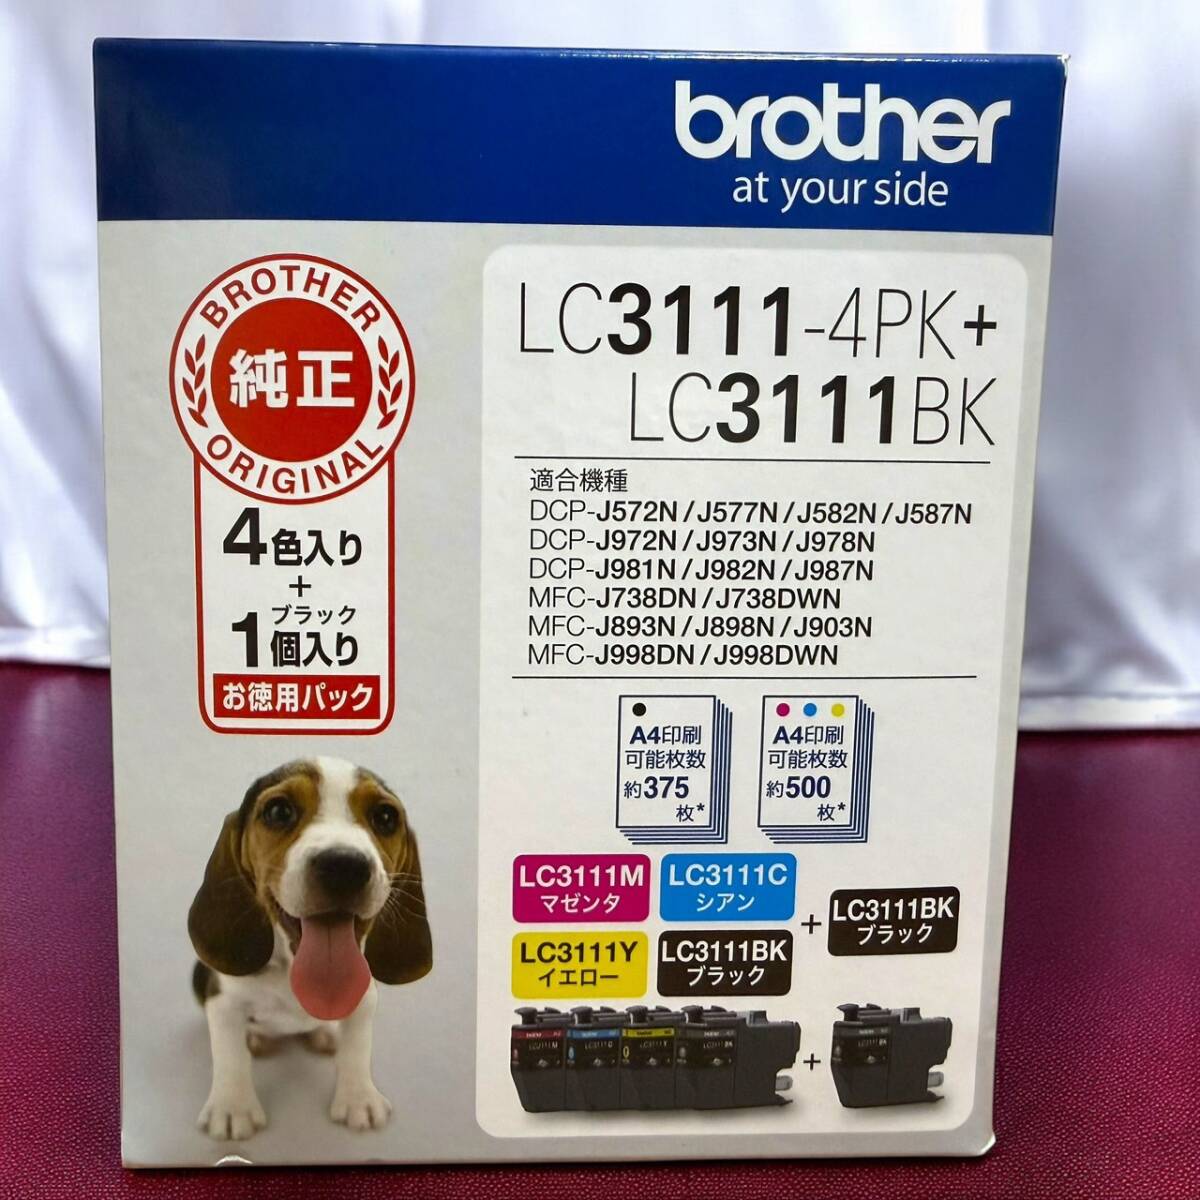 brother
at your side
BROTHER
純正
ORIGINAL
4色入り
+
ブラック
1個入り
お徳用パック
LC3111-4PK+
LC3111BK
適合機種
DCP-J572N / J577N / J582N / J587N
DCP-J972N / J973N / J978N
DCP-J981N / J982N / J987N
MFC-J738DN / J738DWN
MFC-J893N / J898N / J903N
MFC-J998DN / J998DWN
A4印刷
可能枚数
約375
枚*
A4印刷
可能枚数
約500
枚*
LC3111M
マゼンタ
LC3111C
シアン
LC3111Y
イエロー
LC3111BK
ブラック
+
LC3111BK
ブラック
LC3111M
LC3111C
LC3111Y
LC3111BK
+
LC3111BK